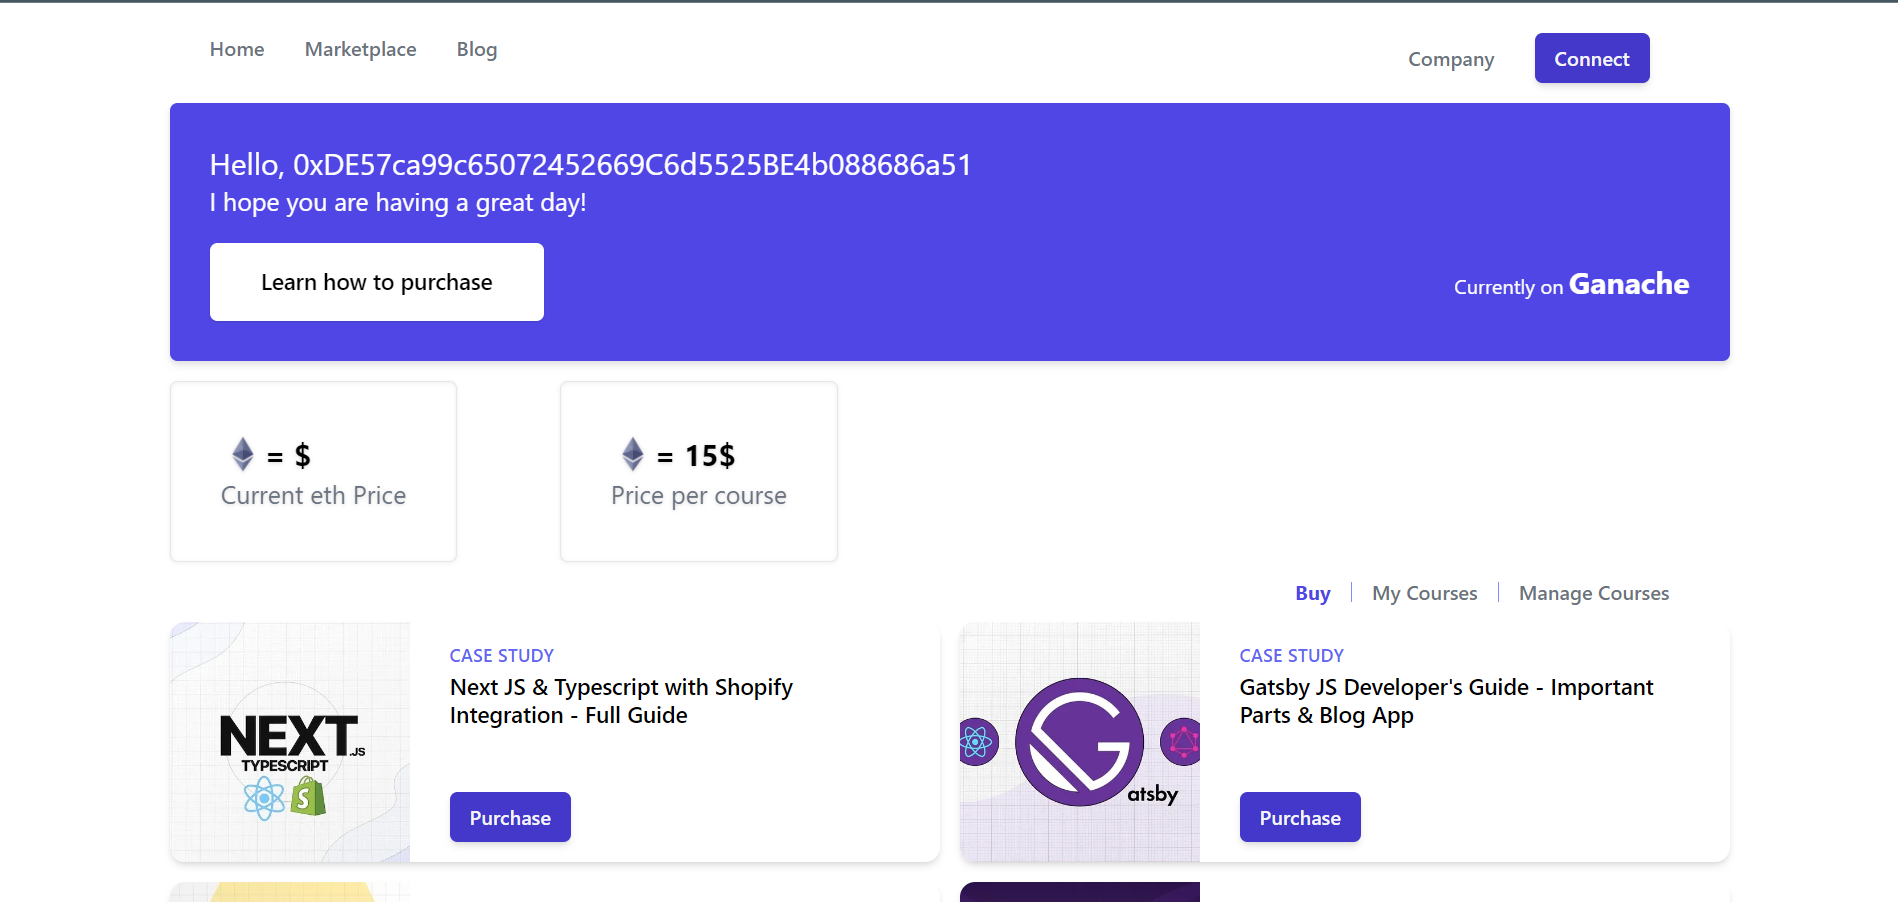 Home Marketplace Blog Company Connect
Hello, 0xDE57ca99c65072452669C6d5525BE4b088686a51
I hope you are having a great day!
Learn how to purchase
Currently on Ganache
= $
Current eth Price
= 15$
Price per course
Buy | My Courses | Manage Courses
NEXT.JS
TYPESCRIPT
CASE STUDY
Next JS & Typescript with Shopify
Integration - Full Guide
Purchase
atsby
CASE STUDY
Gatsby JS Developer's Guide - Important
Parts & Blog App
Purchase